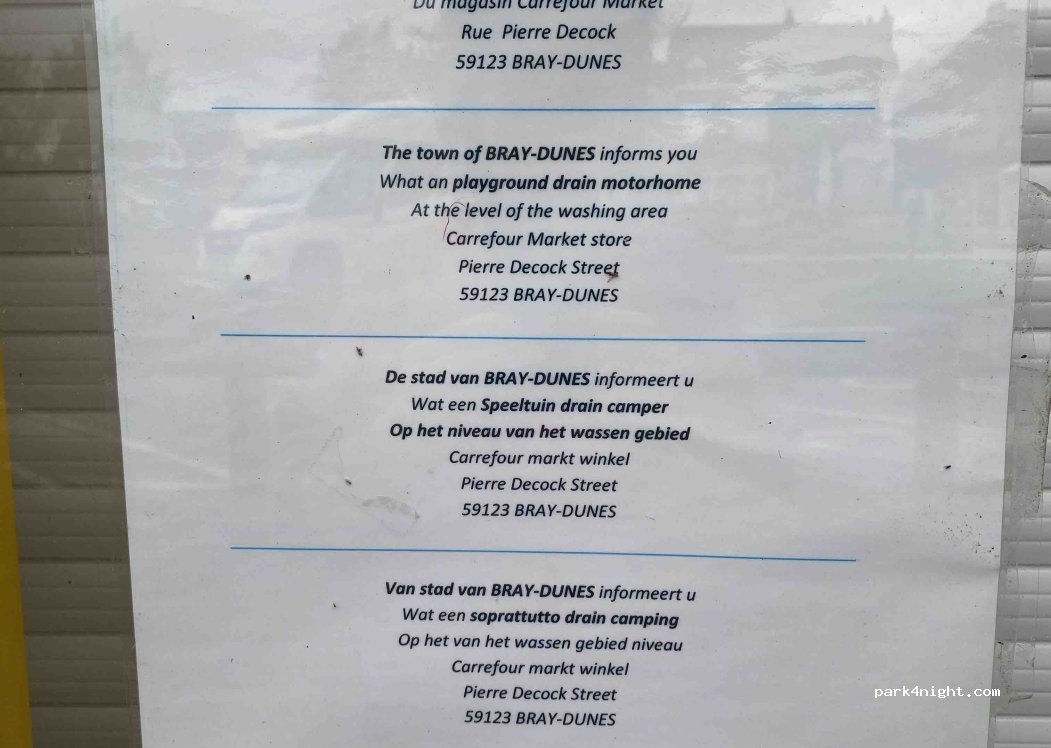 Du magasin Carrefour Market
Rue Pierre Decock
59123 BRAY-DUNES
The town of BRAY-DUNES informs you
What an playground drain motorhome
At the level of the washing area
Carrefour Market store
Pierre Decock Street
59123 BRAY-DUNES
De stad van BRAY-DUNES informeert u
Wat een Speeltuin drain camper
Op het niveau van het wassen gebied
Carrefour markt winkel
Pierre Decock Street
59123 BRAY-DUNES
Van stad van BRAY-DUNES informeert u
Wat een soprattutto drain camping
Op het van het wassen gebied niveau
Carrefour markt winkel
Pierre Decock Street
59123 BRAY-DUNES
park4night.com